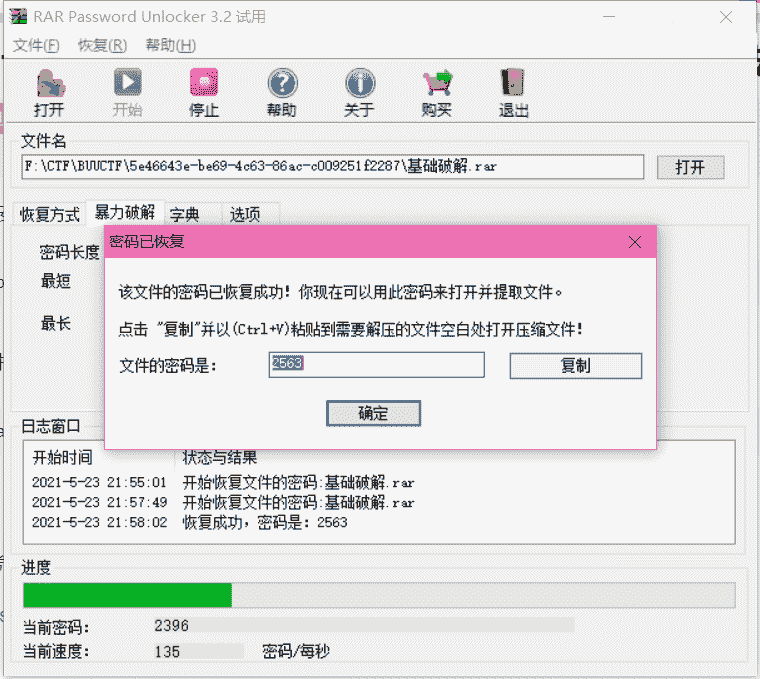 RAR Password Unlocker 3.2 试用
文件(F) 恢复(R) 帮助(H)
打开 开始 停止 帮助 关于 购买 退出
文件名
F:\CTF\BUUCTF\5e46643e-be69-4c63-86ac-c009251f2287\基础破解.rar 打开
恢复方式 暴力破解 字典 选项
密码已恢复
密码长度
最短
最长
该文件的密码已恢复成功！你现在可以用此密码来打开并提取文件。
点击 "复制"并以(Ctrl+V)粘贴到需要解压的文件空白处打开压缩文件！
文件的密码是： 2563 复制
确定
日志窗口
开始时间 状态与结果
2021-5-23 21:55:01 开始恢复文件的密码:基础破解.rar
2021-5-23 21:57:49 开始恢复文件的密码:基础破解.rar
2021-5-23 21:58:02 恢复成功，密码是：2563
进度
当前密码： 2396
当前速度： 135 密码/每秒